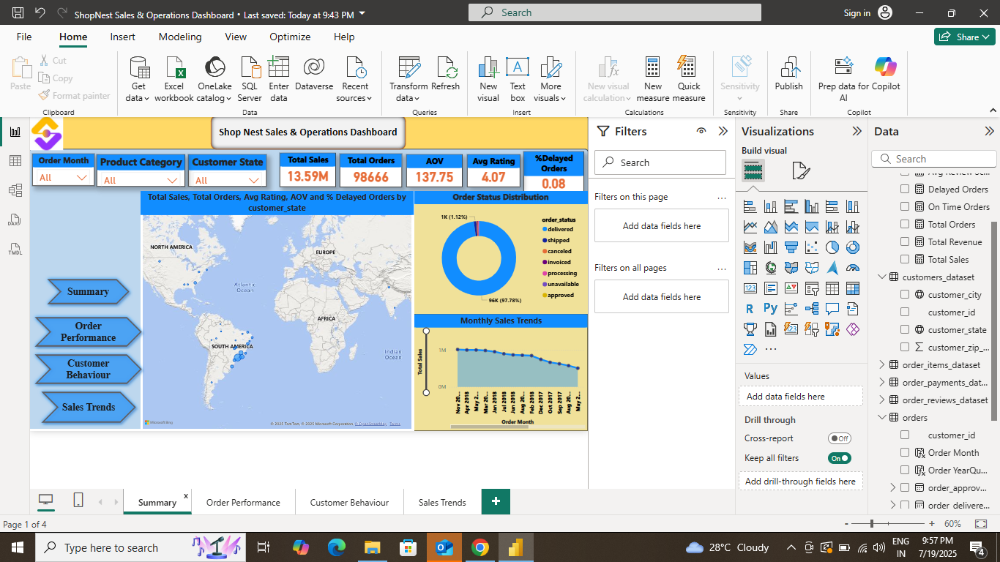 ShopNest Sales & Operations Dashboard • Last saved: Today at 9:43 PM
Search
Sign in
File
Home
Insert
Modeling
View
Optimize
Help
Share
Paste
Cut
Copy
Format painter
Clipboard
Get data
Excel workbook
OneLake catalog
SQL Server
Enter data
Dataverse
Recent sources
Data
Transform data
Refresh
Queries
New visual
Text box
More visuals
Insert
New visual calculation
New measure
Quick measure
Calculations
Sensitivity
Sensitivity
Publish
Share
Prep data for AI
Copilot
Copilot
Shop Nest Sales & Operations Dashboard
Order Month
All
Product Category
All
Customer State
All
Total Sales
13.59M
Total Orders
98666
AOV
137.75
Avg Rating
4.07
%Delayed Orders
0.08
Summary
Order Performance
Customer Behaviour
Sales Trends
Total Sales, Total Orders, Avg Rating, AOV and % Delayed Orders by
customer_state
NORTH AMERICA
EUROPE
Atlantic
Ocean
AFRICA
SOUTH AMERICA
Indian
Ocean
Microsoft Bing
© 2025 TomTom, © 2025 Microsoft Corporation, © OpenStreetMap Terms
Order Status Distribution
1K (1.12%)
96K (97.78%)
order_status
delivered
shipped
canceled
invoiced
processing
unavailable
approved
Monthly Sales Trends
Total Sales
1M
0M
Nov 20...
Apr 2018
May 2...
Mar 20...
Jan 2018
Jul 2018
Jun 2018
Aug 20...
Feb 2018
Dec 2017
Oct 2017
Sep 2017
Aug 20...
May 2...
Order Month
Filters
Search
Filters on this page
...
Add data fields here
Filters on all pages
...
Add data fields here
Visualizations
Build visual
Values
Add data fields here
Drill through
Cross-report
Off
Keep all filters
On
Add drill-through fields here
Data
Search
Delayed Orders
On Time Orders
Total Orders
Total Revenue
Total Sales
customers_dataset
customer_city
customer_id
customer_state
customer_zip_...
order_items_dataset
order_payments_dat...
order_reviews_dataset
orders
customer_id
Order Month
Order YearQu...
order_approv...
order_delivere...
Summary
x
Order Performance
Customer Behaviour
Sales Trends
+
Page 1 of 4
- + 60%
Type here to search
28°C Cloudy
ENG
IN
9:57 PM
7/19/2025
4